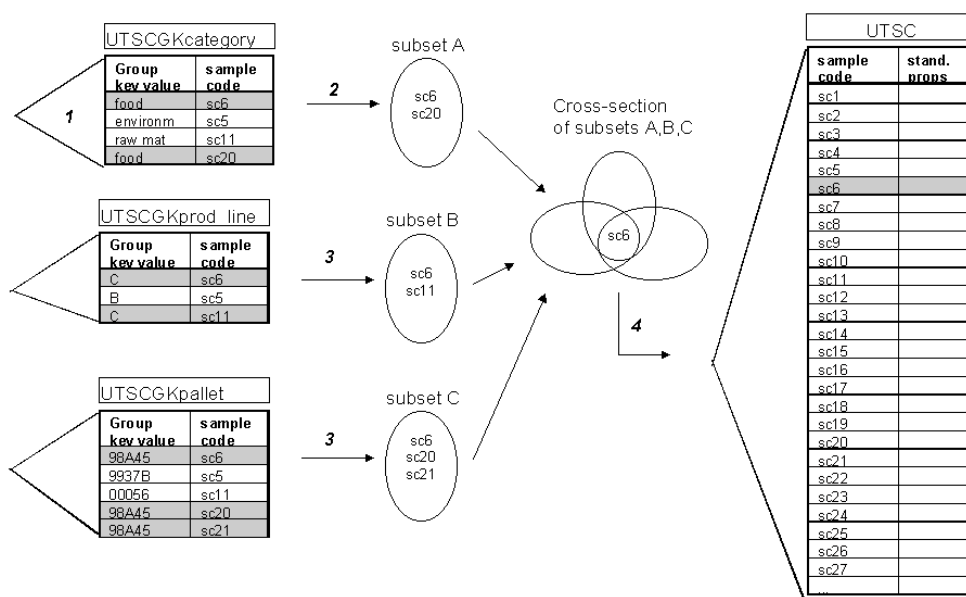 UTSCGKcategory
Group key value sample code
food sc6
environm sc5
raw mat sc11
food sc20
1
2
subset A
sc6
sc20
UTSCGKprod_line
Group key value sample code
C sc6
B sc5
C sc11
3
subset B
sc6
sc11
UTSCGKpallet
Group key value sample code
98A45 sc6
9937B sc5
00056 sc11
98A45 sc20
98A45 sc21
3
subset C
sc6
sc20
sc21
Cross-section
of subsets A,B,C
sc6
4
UTSC
sample code stand. props
sc1
sc2
sc3
sc4
sc5
sc6
sc7
sc8
sc9
sc10
sc11
sc12
sc13
sc14
sc15
sc16
sc17
sc18
sc19
sc20
sc21
sc22
sc23
sc24
sc25
sc26
sc27
...